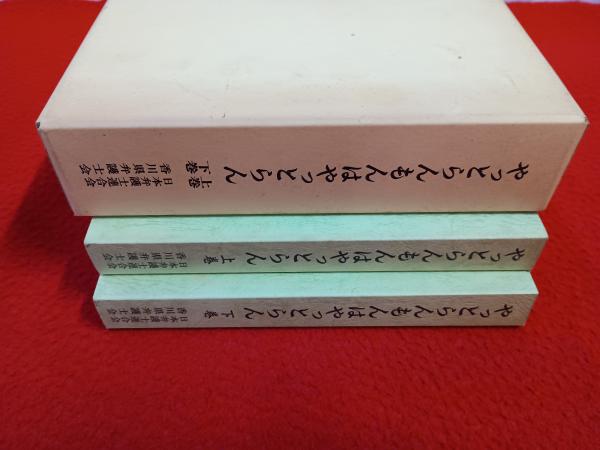 やっとらんもんはやっとらん
上巻
下巻
日本弁護士連合会
香川県弁護士会
やっとらんもんはやっとらん 上巻
日本弁護士連合会
香川県弁護士会
やっとらんもんはやっとらん 下巻
日本弁護士連合会
香川県弁護士会